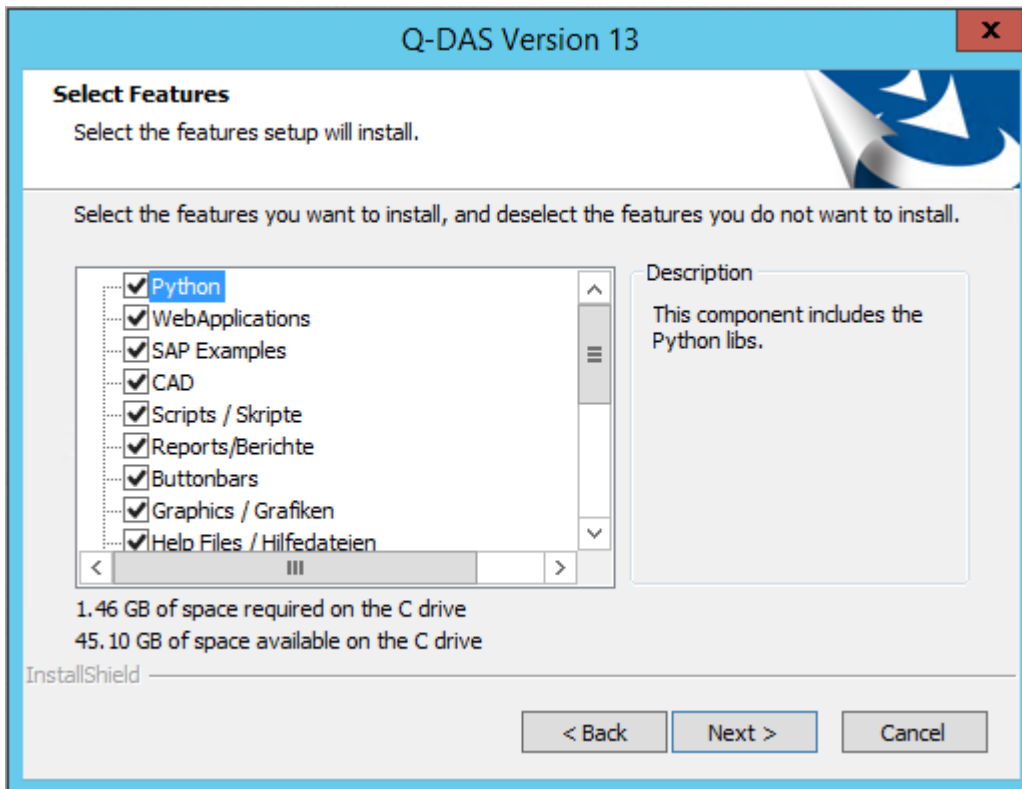 Q-DAS Version 13
x
Select Features
Select the features setup will install.
Select the features you want to install, and deselect the features you do not want to install.
Python
WebApplications
SAP Examples
CAD
Scripts / Skripte
Reports/Berichte
Buttonbars
Graphics / Grafiken
Help Files / Hilfedateien
Description
This component includes the
Python libs.
1.46 GB of space required on the C drive
45.10 GB of space available on the C drive
InstallShield
< Back
Next >
Cancel